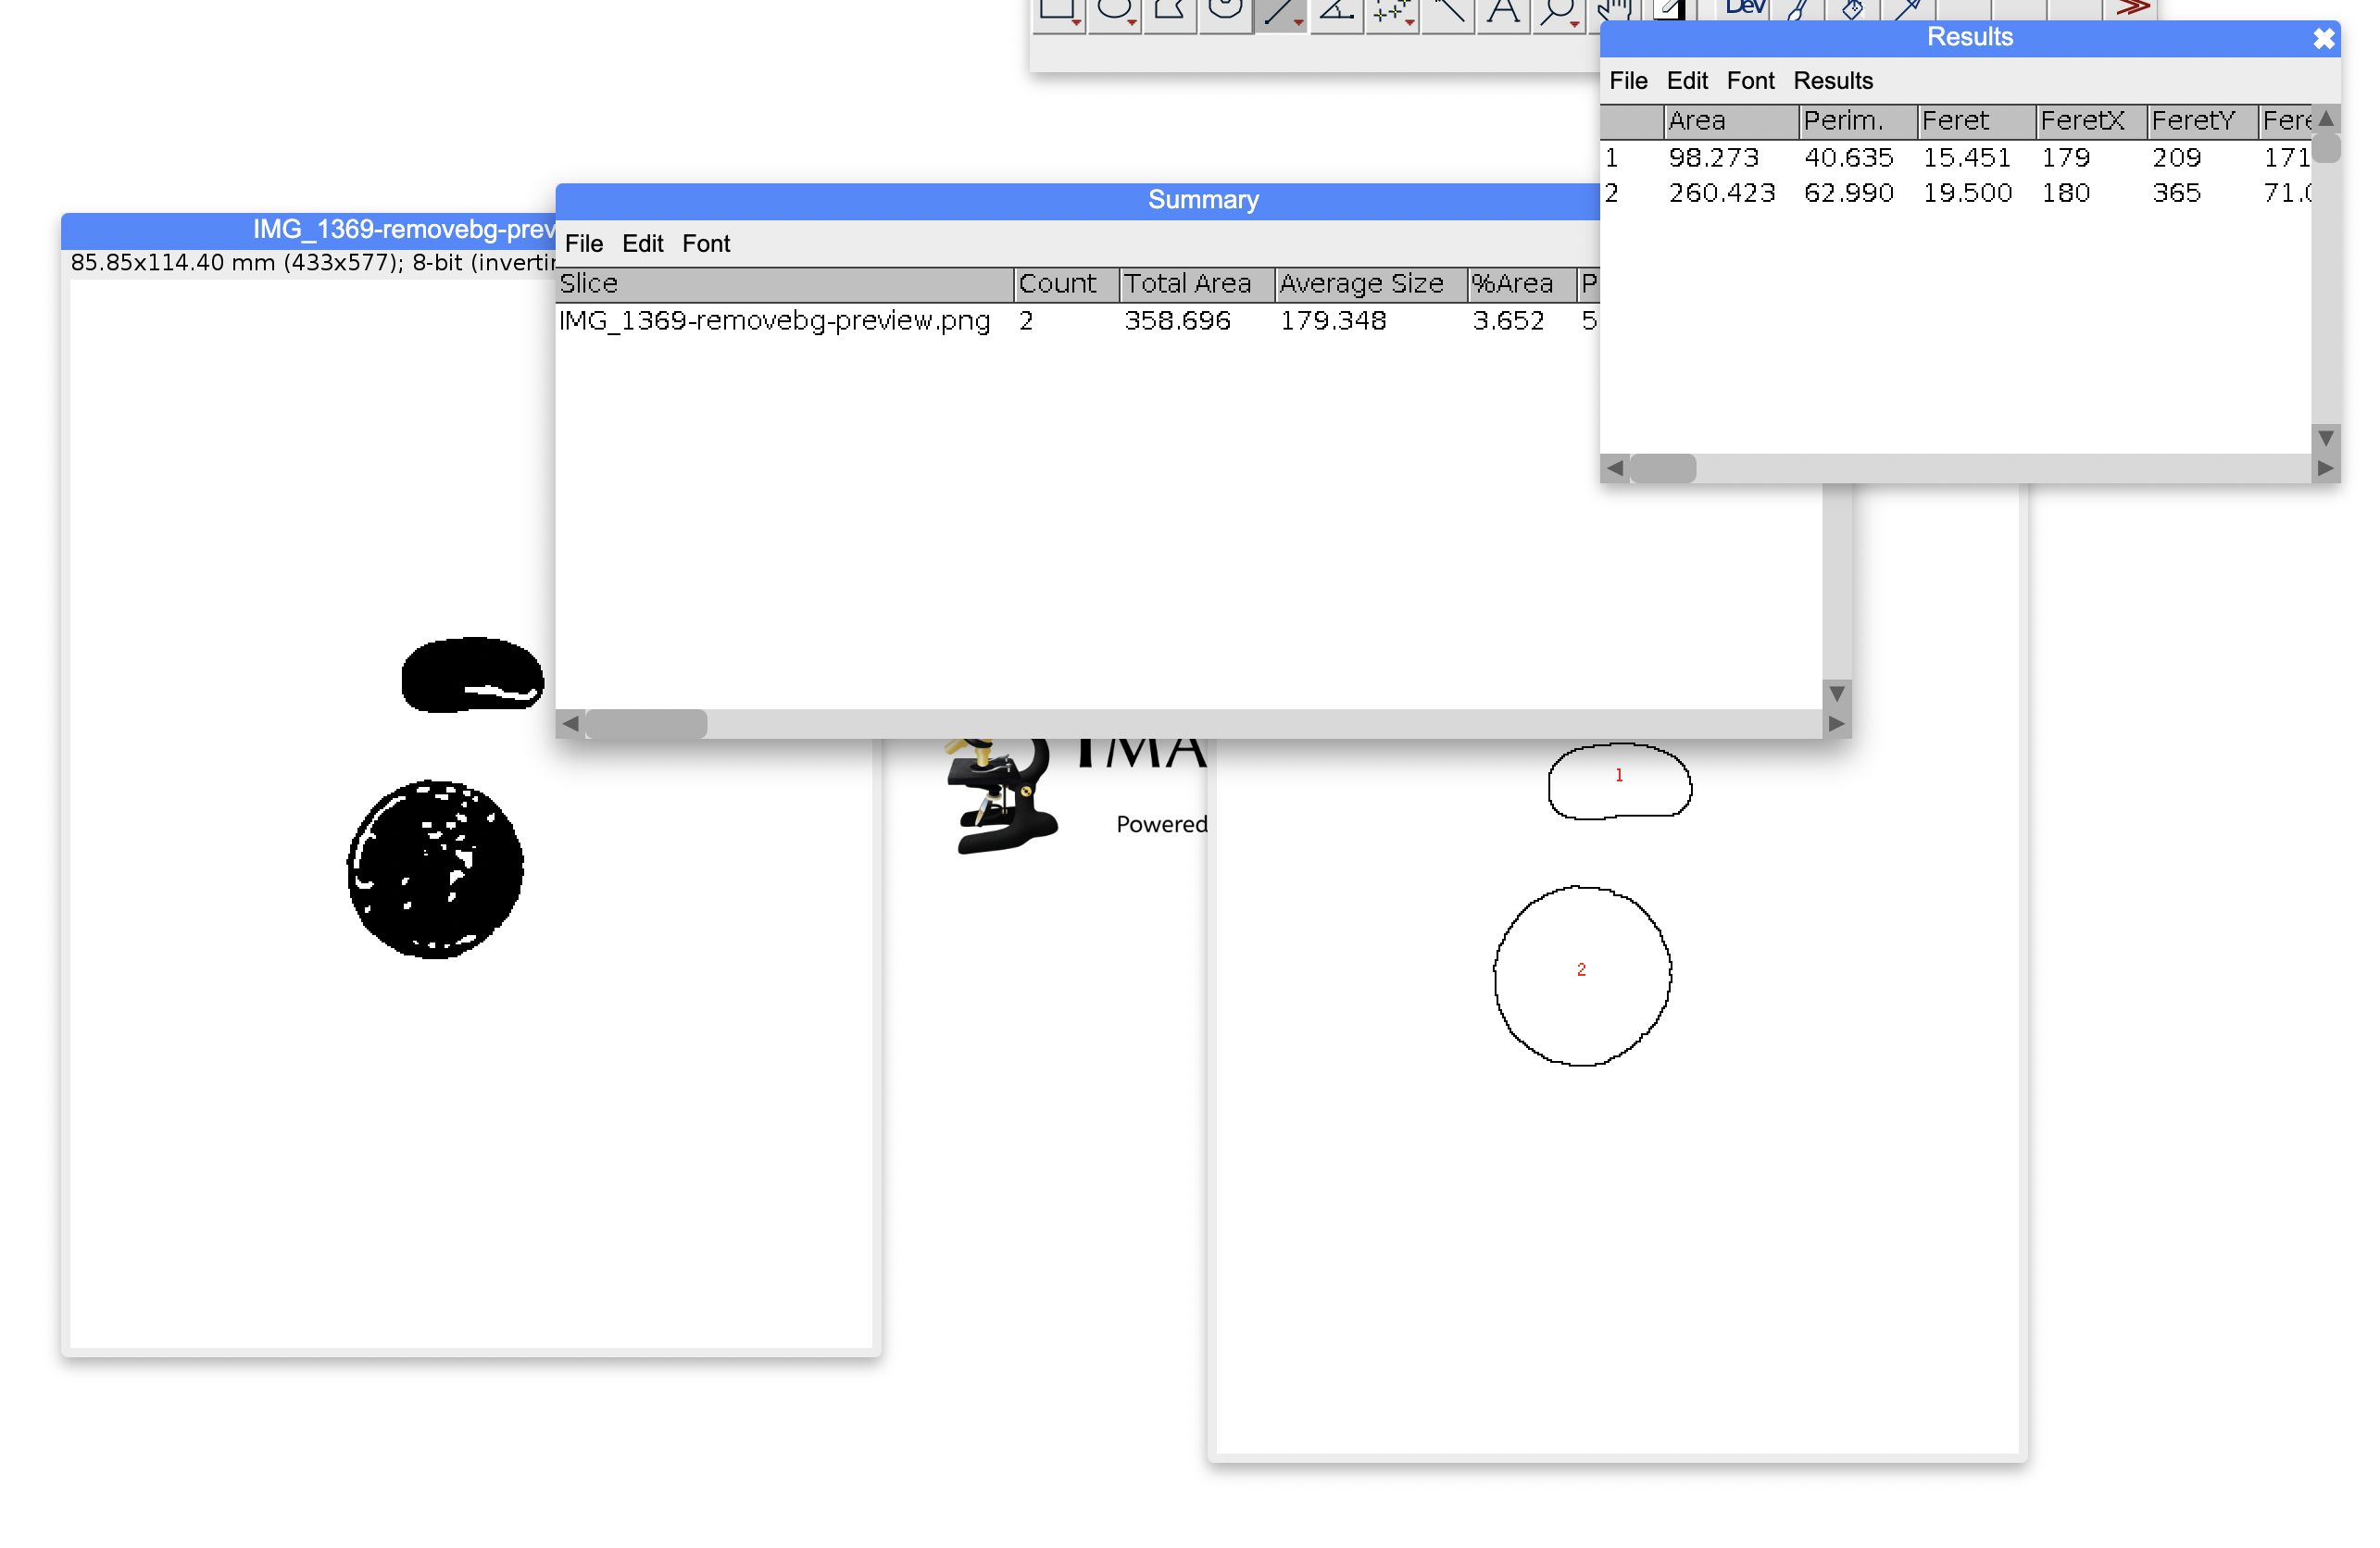 Dev
Results
File Edit Font Results
Area Perim. Feret FeretX FeretY Fere
1 98.273 40.635 15.451 179 209 171
2 260.423 62.990 19.500 180 365 71.0
Summary
File Edit Font
Slice Count Total Area Average Size %Area P
IMG_1369-removebg-preview.png 2 358.696 179.348 3.652 5
IMG_1369-removebg-prev
85.85x114.40 mm (433x577); 8-bit (invertin
IMA
Powered
1
2